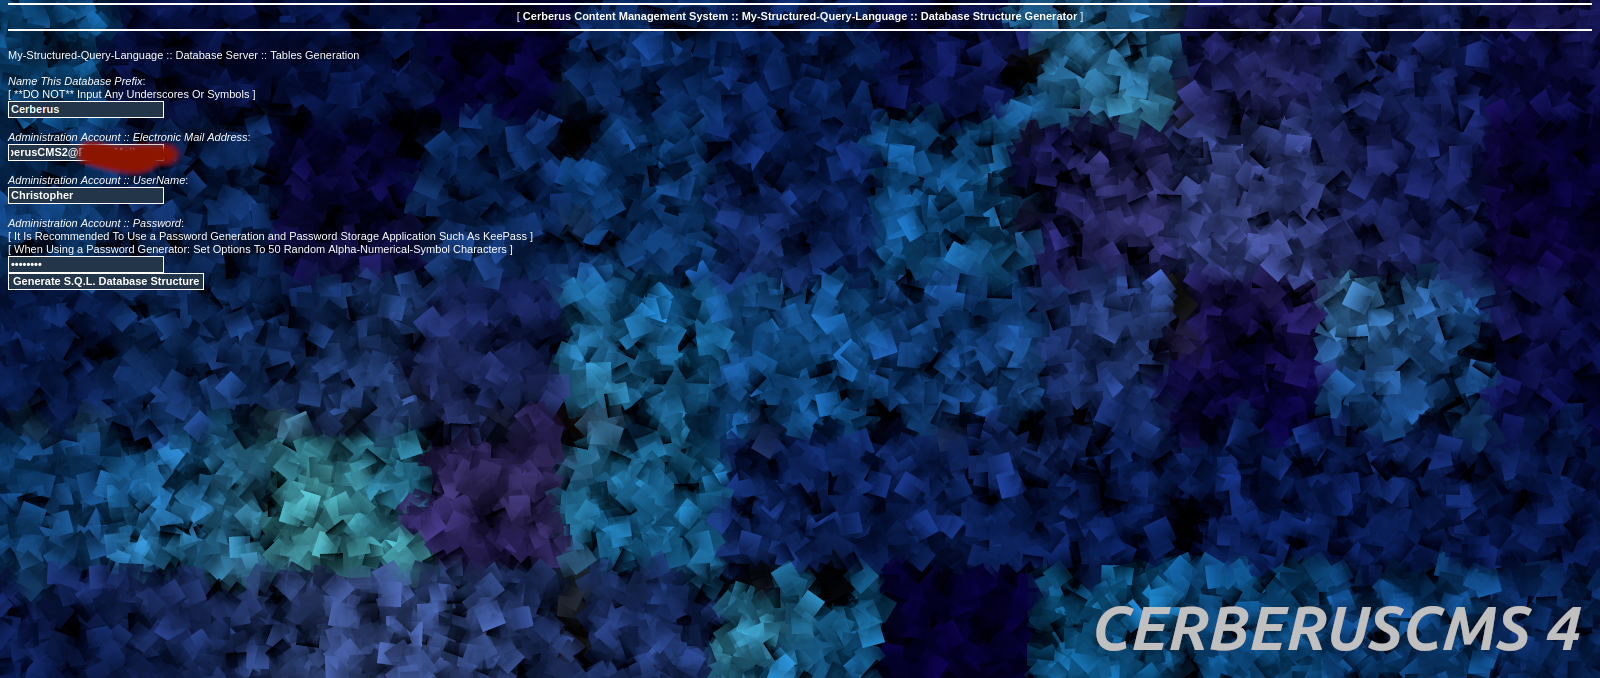 [ Cerberus Content Management System :: My-Structured-Query-Language :: Database Structure Generator ]
My-Structured-Query-Language :: Database Server :: Tables Generation
Name This Database Prefix:
[ **DO NOT** Input Any Underscores Or Symbols ]
Cerberus
Administration Account :: Electronic Mail Address:
erusCMS2@
Administration Account :: UserName:
Christopher
Administration Account :: Password:
[ It Is Recommended To Use a Password Generation and Password Storage Application Such As KeePass ]
[ When Using a Password Generator: Set Options To 50 Random Alpha-Numerical-Symbol Characters ]
••••••••
Generate S.Q.L. Database Structure
CERBERUSCMS 4